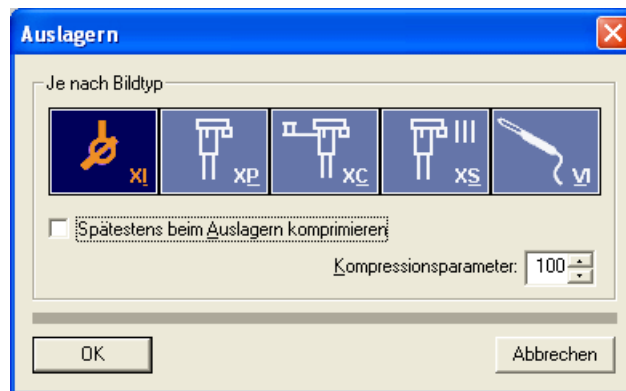 Auslagern
Je nach Bildtyp
XI XP XC XS VI
Spätestens beim Auslagern komprimieren
Kompressionsparameter: 100
OK Abbrechen